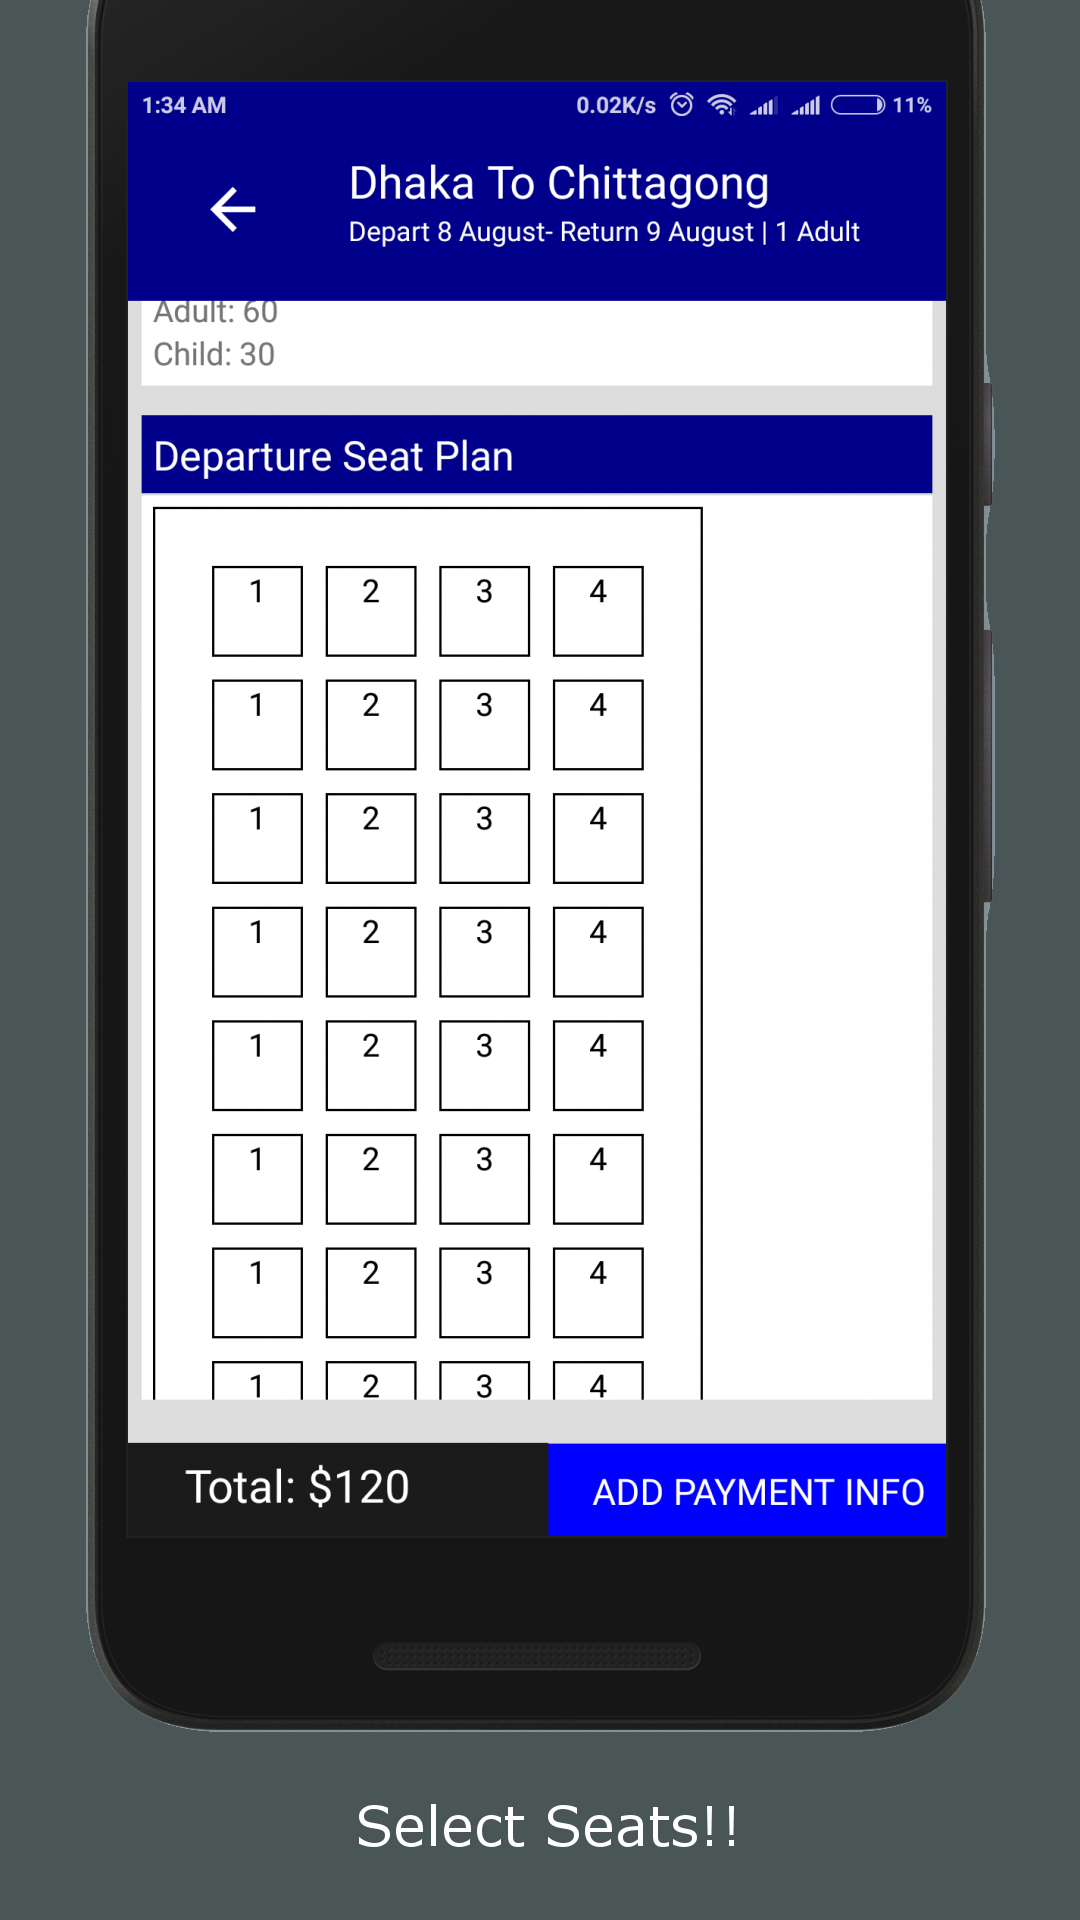 1:34 AM 0.02K/s 11%
Dhaka To Chittagong
Depart 8 August- Return 9 August | 1 Adult
Adult: 60
Child: 30
Departure Seat Plan
1 2 3 4
1 2 3 4
1 2 3 4
1 2 3 4
1 2 3 4
1 2 3 4
1 2 3 4
1 2 3 4
Total: $120 ADD PAYMENT INFO
Select Seats!!